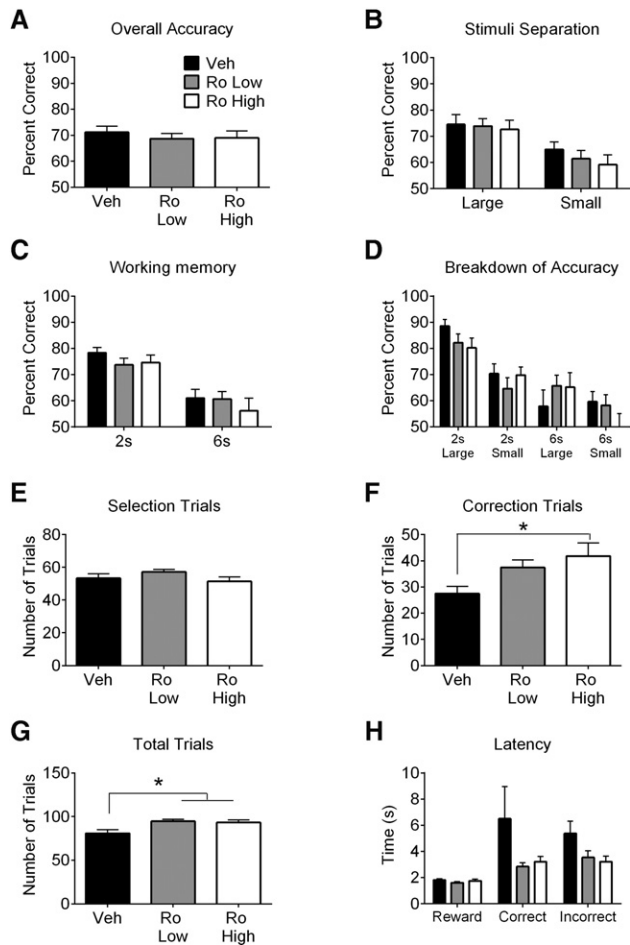 A
Overall Accuracy
Percent Correct
100
90
80
70
60
50
Veh
Ro Low
Ro High
Veh
Ro
Low
Ro
High
B
Stimuli Separation
Percent Correct
100
90
80
70
60
50
Large
Small
C
Working memory
Percent Correct
100
90
80
70
60
50
2s
6s
D
Breakdown of Accuracy
Percent Correct
100
90
80
70
60
50
2s
Large
2s
Small
6s
Large
6s
Small
E
Selection Trials
Number of Trials
80
60
40
20
0
Veh
Ro
Low
Ro
High
F
Correction Trials
Number of Trials
50
40
30
20
10
0
*
Veh
Ro
Low
Ro
High
G
Total Trials
Number of Trials
150
100
50
0
*
Veh
Ro
Low
Ro
High
H
Latency
Time (s)
10
8
6
4
2
0
Reward
Correct
Incorrect